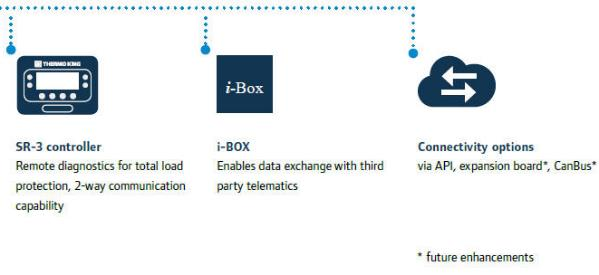 THERMO KING
i-Box
SR-3 controller
Remote diagnostics for total load
protection, 2-way communication
capability
i-BOX
Enables data exchange with third
party telematics
Connectivity options
via API, expansion board*, CanBus*
* future enhancements